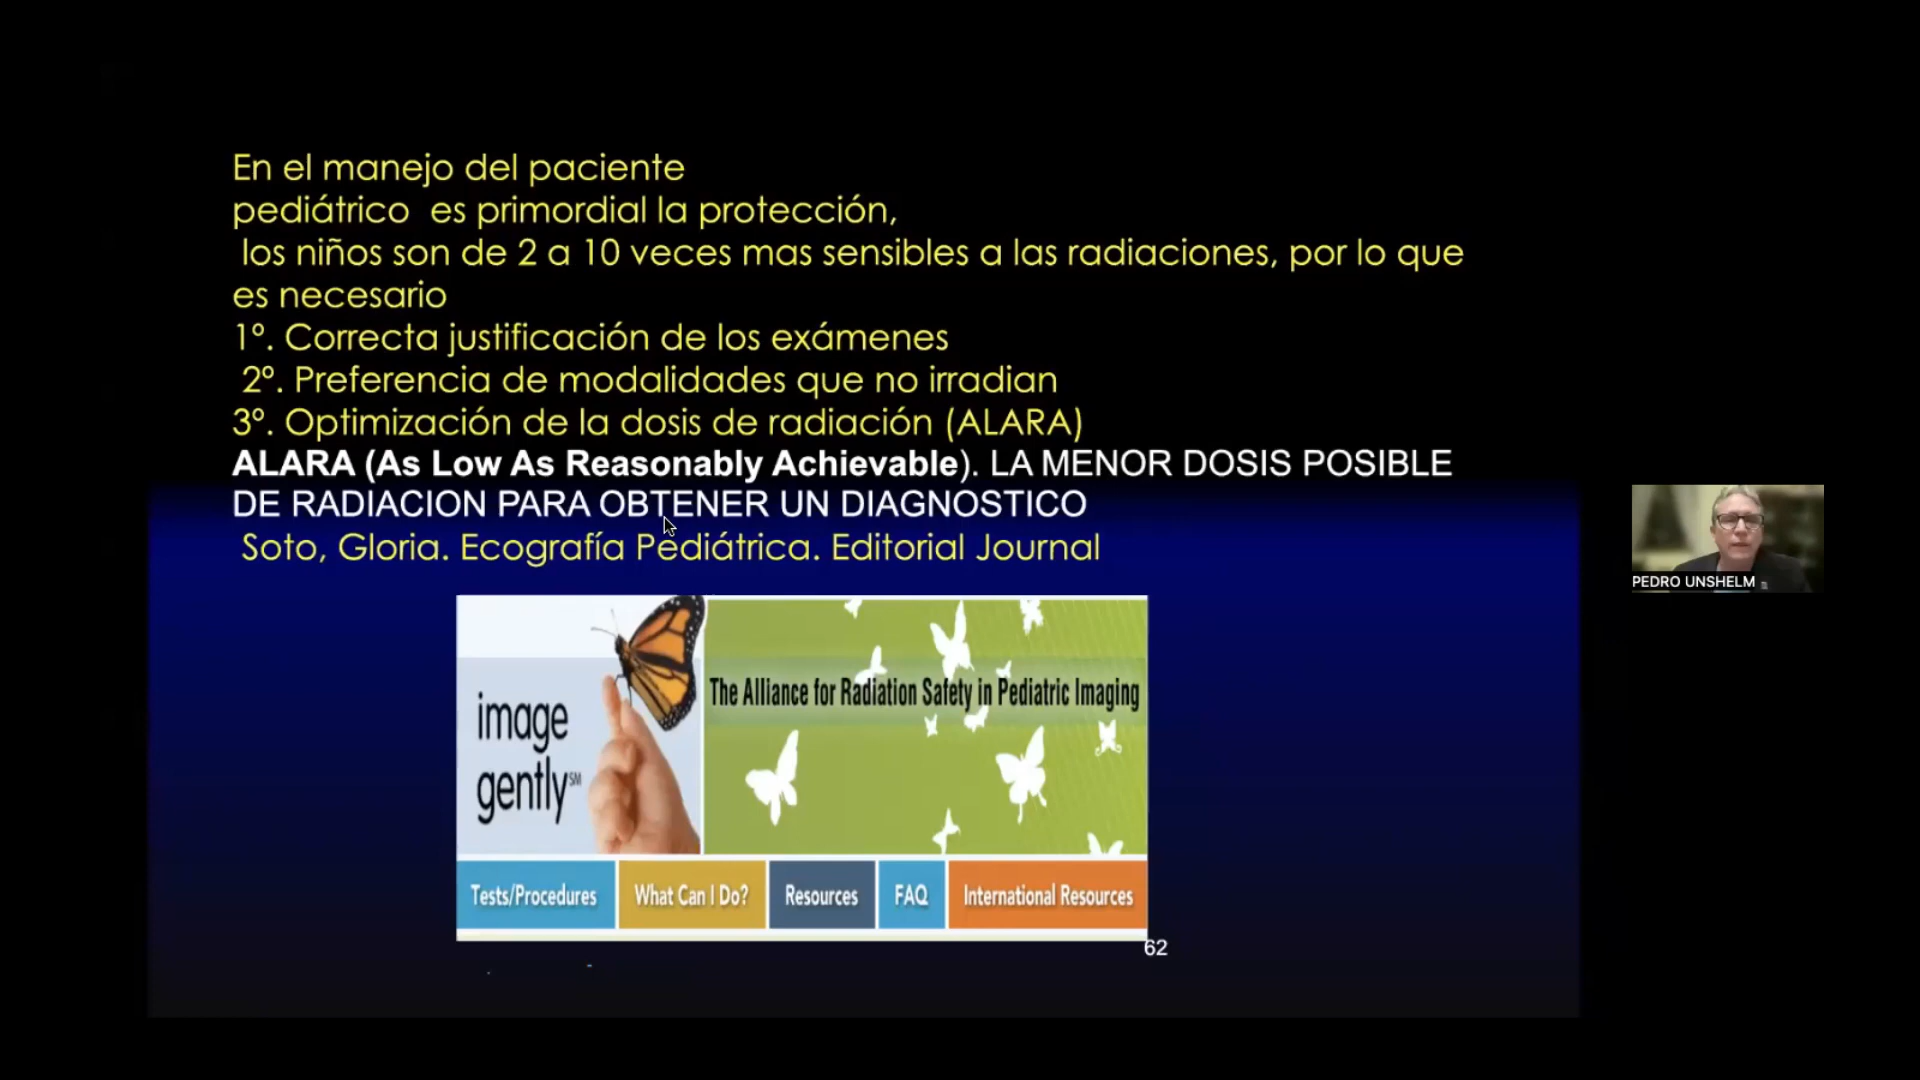 En el manejo del paciente
pediátrico es primordial la protección,
los niños son de 2 a 10 veces mas sensibles a las radiaciones, por lo que
es necesario
1º. Correcta justificación de los exámenes
2º. Preferencia de modalidades que no irradian
3º. Optimización de la dosis de radiación (ALARA)
ALARA (As Low As Reasonably Achievable). LA MENOR DOSIS POSIBLE
DE RADIACION PARA OBTENER UN DIAGNOSTICO
Soto, Gloria. Ecografía Pediátrica. Editorial Journal
PEDRO UNSHELM
The Alliance for Radiation Safety in Pediatric Imaging
image
gently℠
Tests/Procedures What Can I Do? Resources FAQ International Resources
62